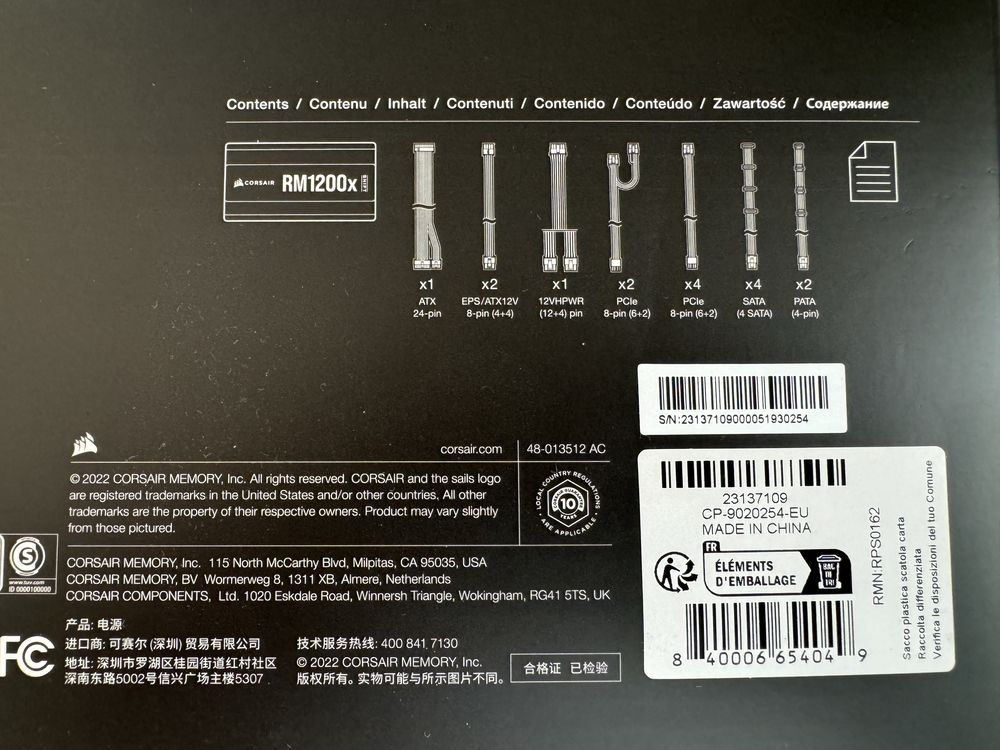 Contents / Contenu / Inhalt / Contenuti / Contenido / Conteúdo / Zawartość / Содержание
CORSAIR RM1200x SHIFT
x1
ATX
24-pin
x2
EPS/ATX12V
8-pin (4+4)
x1
12VHPWR
(12+4) pin
x2
PCIe
8-pin (6+2)
x4
PCIe
8-pin (6+2)
x4
SATA
(4 SATA)
x2
PATA
(4-pin)
S/N:23137109000051930254
corsair.com
48-013512 AC
© 2022 CORSAIR MEMORY, Inc. All rights reserved. CORSAIR and the sails logo
are registered trademarks in the United States and/or other countries, All other
trademarks are the property of their respective owners. Product may vary slightly
from those pictured.
LOCAL COUNTRY REGULATIONS
10
YEARS
ARE APPLICABLE
23137109
CP-9020254-EU
MADE IN CHINA
FR
ÉLÉMENTS
D'EMBALLAGE
BAC
DE
TRI
8 40006 65404 9
RMN:RPS0162
Sacco plastica scatola carta
Raccolta differenziata
Verifica le disposizioni del tuo Comune
S
www.tuv.com
ID 0000100000
CORSAIR MEMORY, Inc. 115 North McCarthy Blvd, Milpitas, CA 95035, USA
CORSAIR MEMORY, BV Wormerweg 8, 1311 XB, Almere, Netherlands
CORSAIR COMPONENTS, Ltd. 1020 Eskdale Road, Winnersh Triangle, Wokingham, RG41 5TS, UK
FC
产品: 电源
进口商: 可赛尔 (深圳) 贸易有限公司
地址: 深圳市罗湖区桂园街道红村社区
深南东路5002号信兴广场主楼5307
技术服务热线: 400 841 7130
© 2022 CORSAIR MEMORY, Inc.
版权所有。实物可能与所示图片不同。
合格证 已检验